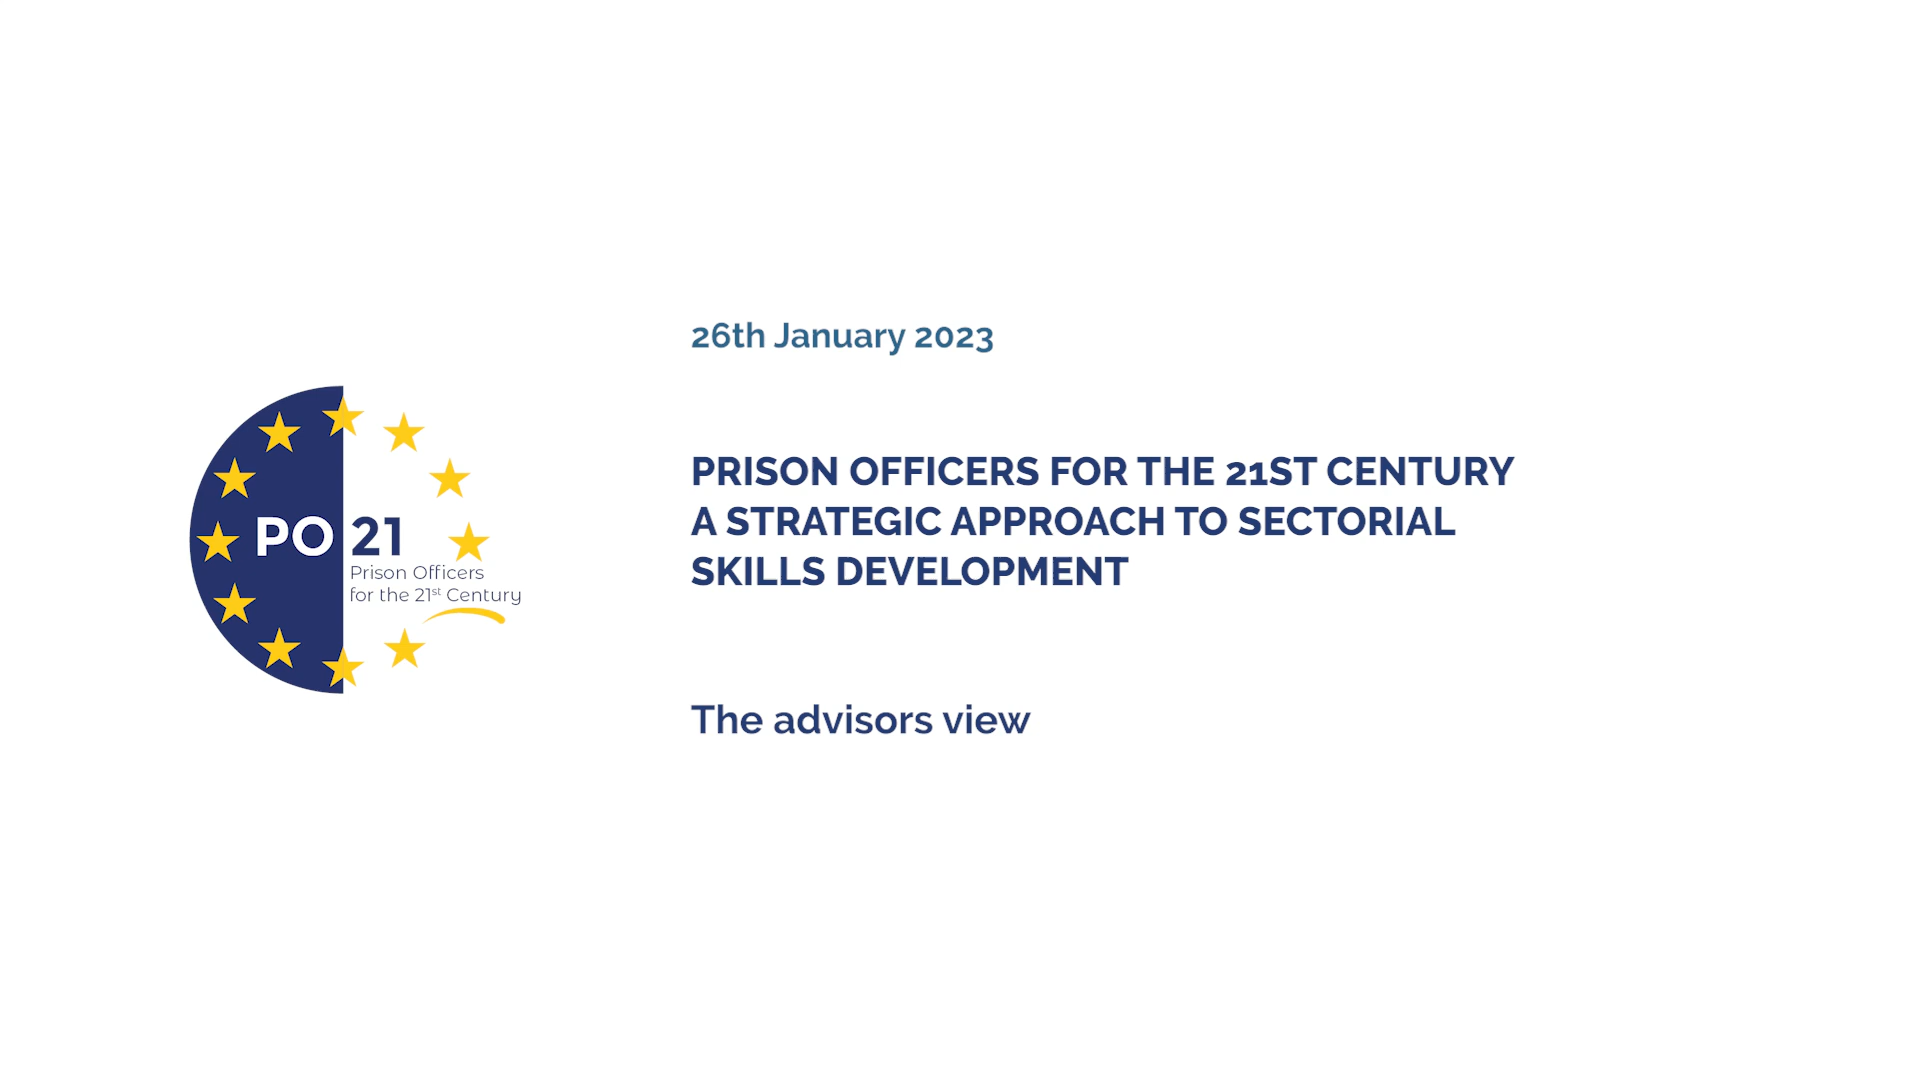 26th January 2023
PRISON OFFICERS FOR THE 21ST CENTURY
A STRATEGIC APPROACH TO SECTORIAL
SKILLS DEVELOPMENT
The advisors view
PO 21
Prison Officers
for the 21st Century